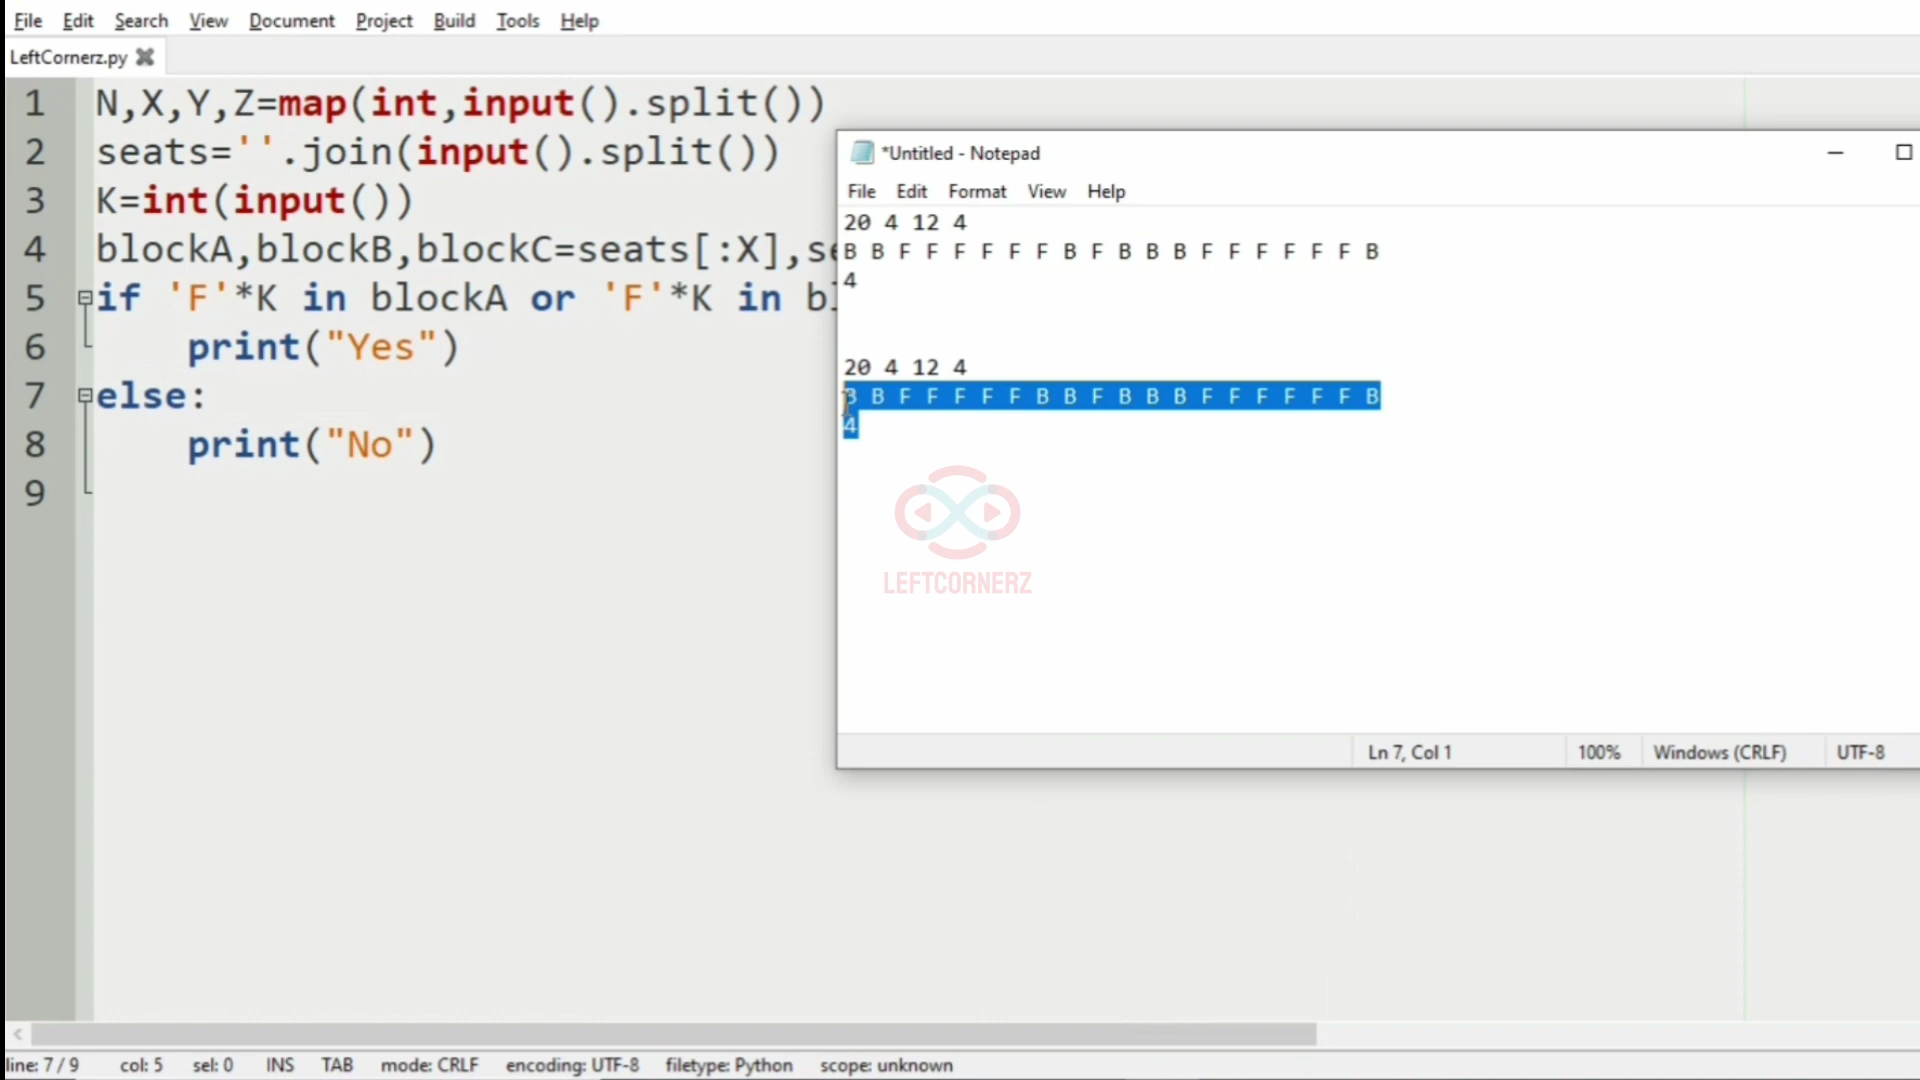 File Edit Search View Document Project Build Tools Help
LeftCornerz.py
1 N,X,Y,Z=map(int,input().split())
2 seats=''.join(input().split())
3 K=int(input())
4 blockA,blockB,blockC=seats[:X],se
5 if 'F'*K in blockA or 'F'*K in bl
6 print("Yes")
7 else:
8 print("No")
9
*Untitled - Notepad
File Edit Format View Help
20 4 12 4
B B F F F F F F B F B B B F F F F F F B
4
20 4 12 4
B B F F F F F B B F B B B F F F F F F B
4
LEFTCORNERZ
Ln 7, Col 1 100% Windows (CRLF) UTF-8
line: 7 / 9 col: 5 sel: 0 INS TAB mode: CRLF encoding: UTF-8 filetype: Python scope: unknown